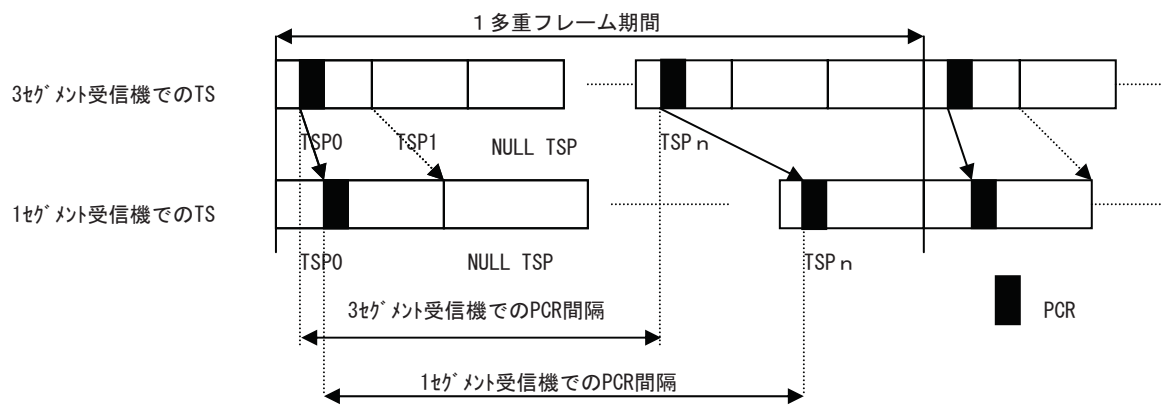 1多重フレーム期間
3ｾｸﾞﾒﾝﾄ受信機でのTS
TSP0 TSP1 NULL TSP TSPｎ
1ｾｸﾞﾒﾝﾄ受信機でのTS
TSP0 NULL TSP TSPｎ
PCR
3ｾｸﾞﾒﾝﾄ受信機でのPCR間隔
1ｾｸﾞﾒﾝﾄ受信機でのPCR間隔